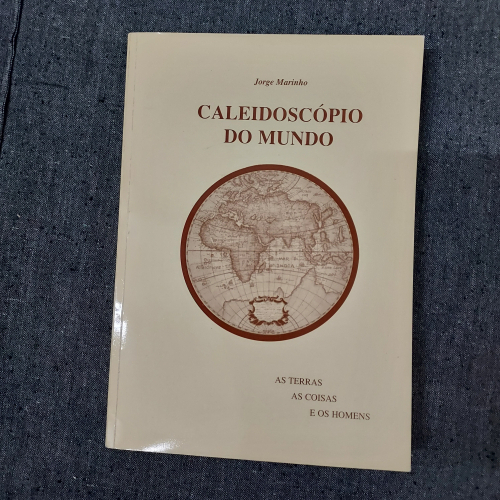 Jorge Marinho
CALEIDOSCÓPIO
DO MUNDO
AS TERRAS
AS COISAS
E OS HOMENS